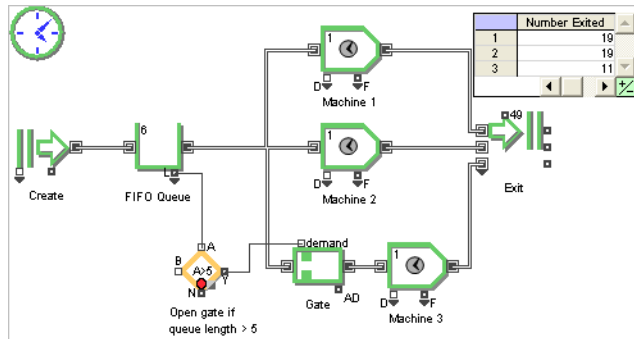 Number Exited
1 19
2 19
3 11
1
D F
Machine 1
6
L
Create
FIFO Queue
1
D F
Machine 2
49
Exit
A
B
A>5
Y
N
Open gate if
queue length > 5
demand
AD
Gate
1
D F
Machine 3